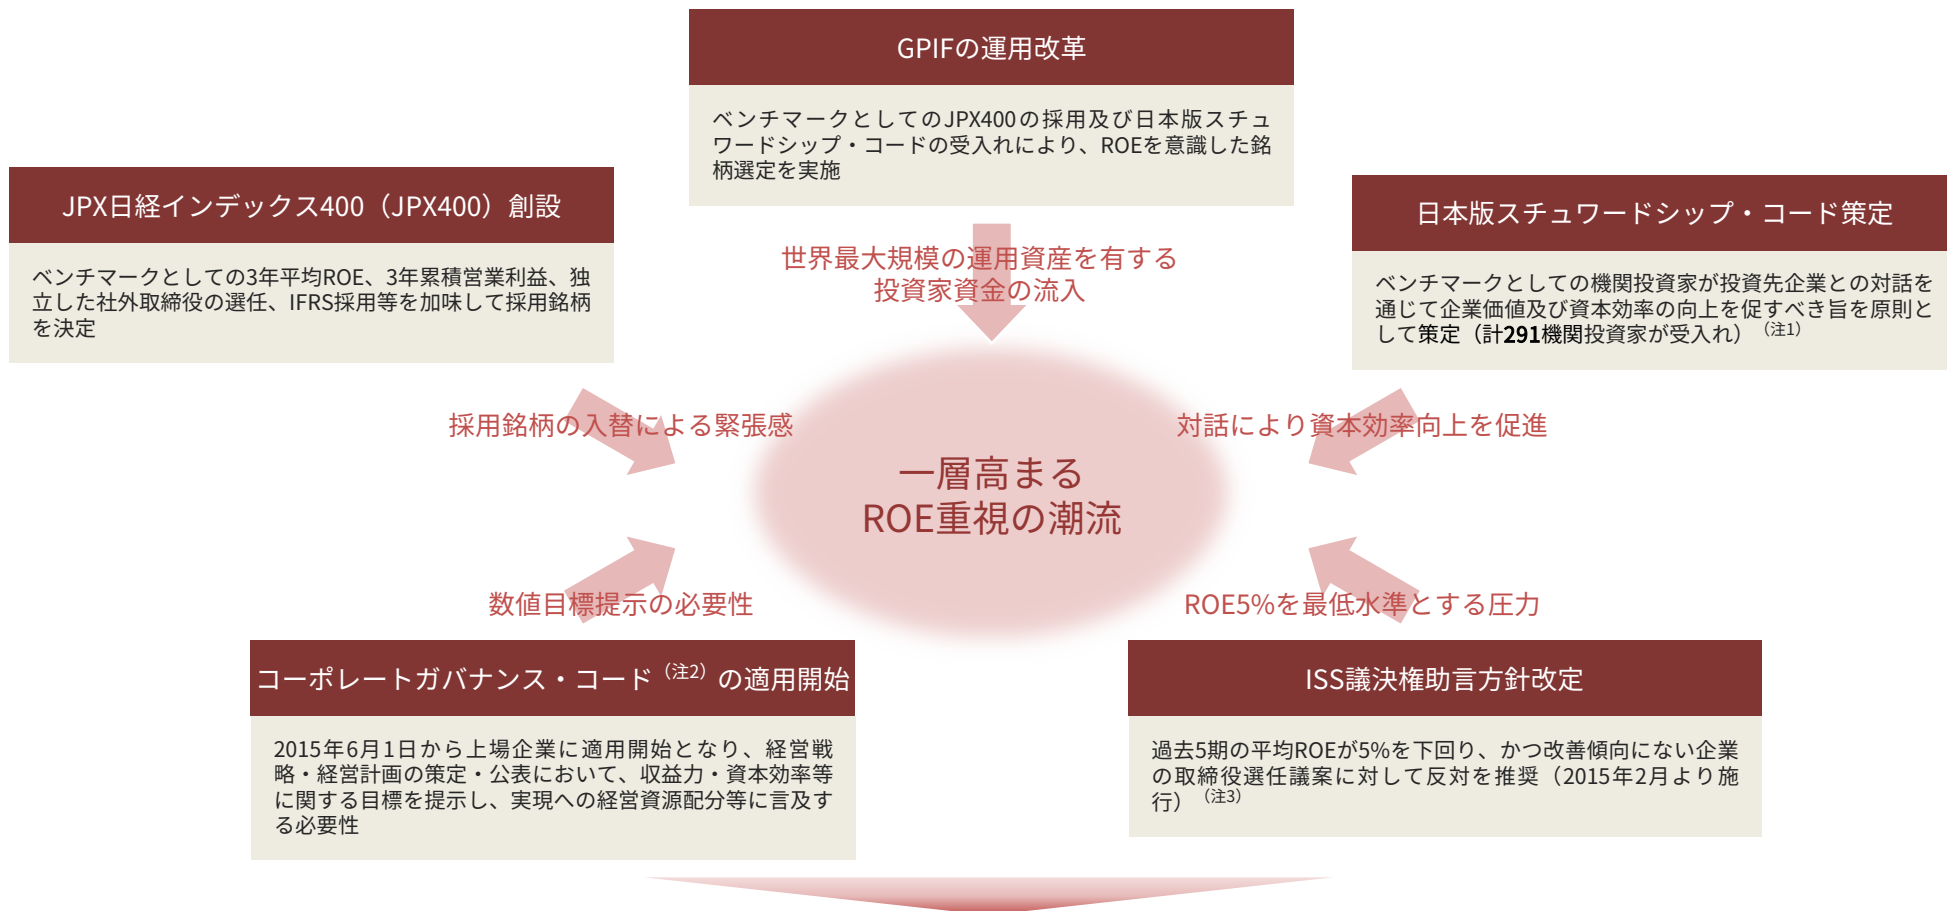 GPIFの運用改革
ベンチマークとしてのJPX400の採用及び日本版スチュ
ワードシップ・コードの受入れにより、ROEを意識した銘
柄選定を実施
JPX日経インデックス400（JPX400）創設
ベンチマークとしての3年平均ROE、3年累積営業利益、独
立した社外取締役の選任、IFRS採用等を加味して採用銘柄
を決定
日本版スチュワードシップ・コード策定
ベンチマークとしての機関投資家が投資先企業との対話を
通じて企業価値及び資本効率の向上を促すべき旨を原則と
して策定（計291機関投資家が受入れ）（注1）
世界最大規模の運用資産を有する
投資家資金の流入
採用銘柄の入替による緊張感
対話により資本効率向上を促進
一層高まる
ROE重視の潮流
数値目標提示の必要性
ROE5%を最低水準とする圧力
コーポレートガバナンス・コード（注2）の適用開始
2015年6月1日から上場企業に適用開始となり、経営戦
略・経営計画の策定・公表において、収益力・資本効率等
に関する目標を提示し、実現への経営資源配分等に言及す
る必要性
ISS議決権助言方針改定
過去5期の平均ROEが5%を下回り、かつ改善傾向にない企業
の取締役選任議案に対して反対を推奨（2015年2月より施
行）（注3）